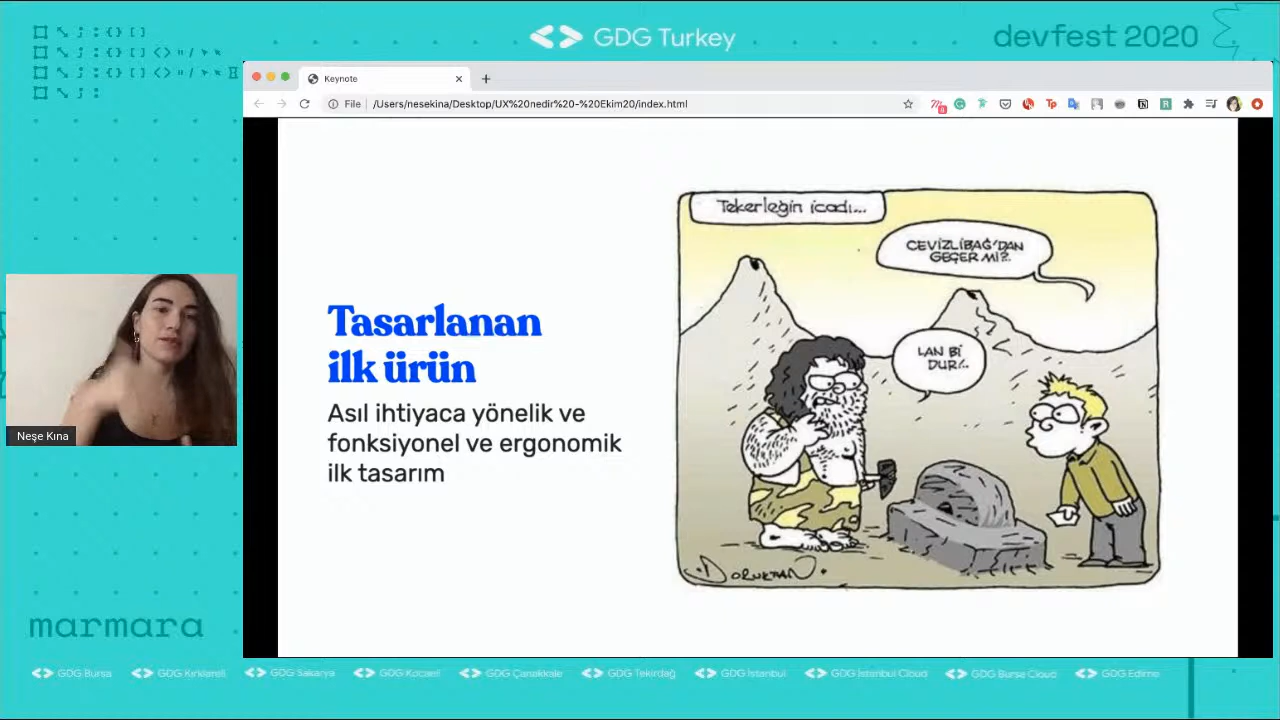 GDG Turkey
devfest 2020
Keynote
File
/Users/nesekina/Desktop/UX%20nedir%20-%20Ekim20/index.html
Tasarlanan
ilk ürün
Asıl ihtiyaca yönelik ve
fonksiyonel ve ergonomik
ilk tasarım
Tekerleğin icadı...
CEVİZLİBAĞ'DAN
GEÇER Mİ?.
LAN Bİ
DUR!..
Neşe Kına
marmara
GDG Bursa
GDG Kırklareli
GDG Sakarya
GDG Kocaeli
GDG Çanakkale
GDG Tekirdağ
GDG İstanbul
GDG İstanbul Cloud
GDG Bursa Cloud
GDG Edirne